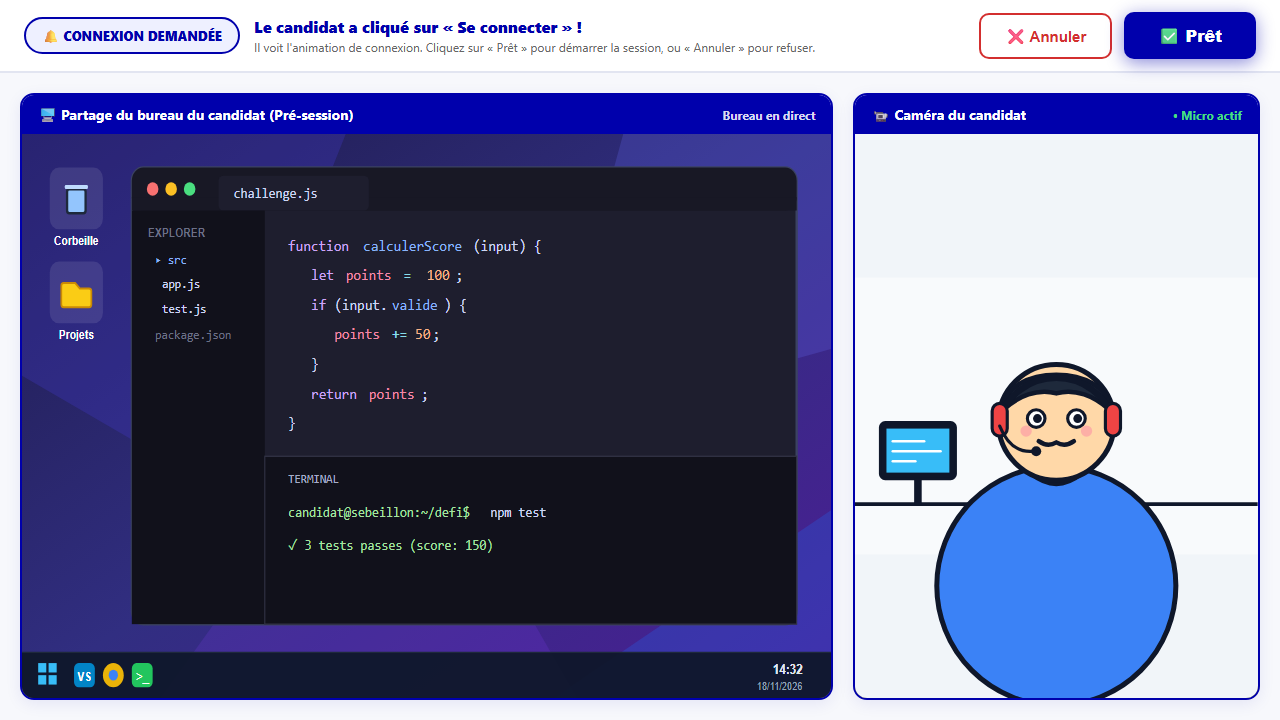 🔔 CONNEXION DEMANDÉE
Le candidat a cliqué sur « Se connecter » !
Il voit l'animation de connexion. Cliquez sur « Prêt » pour démarrer la session, ou « Annuler » pour refuser.
❌ Annuler
✅ Prêt
🖥️ Partage du bureau du candidat (Pré-session)
Bureau en direct
Corbeille
Projets
challenge.js
EXPLORER
▸ src
app.js
test.js
package.json
function calculerScore (input) {
let points = 100 ;
if (input. valide ) {
points += 50;
}
return points ;
}
TERMINAL
candidat@sebeillon:~/defi$ npm test
✓ 3 tests passes (score: 150)
VS
>_
14:32
18/11/2026
📹 Caméra du candidat
• Micro actif